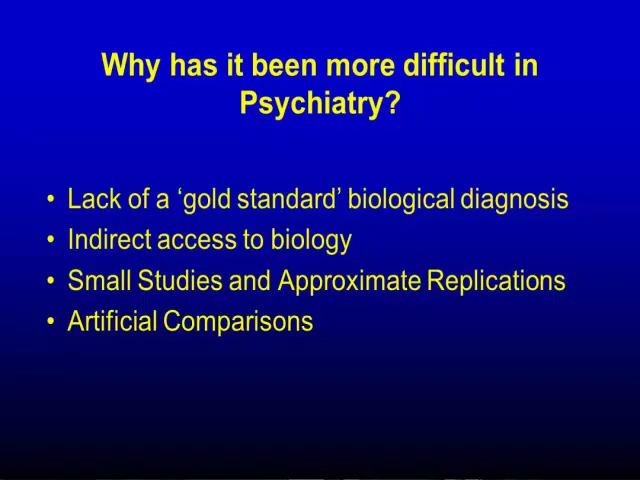 Why has it been more difficult in
Psychiatry?
• Lack of a ‘gold standard’ biological diagnosis
• Indirect access to biology
• Small Studies and Approximate Replications
• Artificial Comparisons